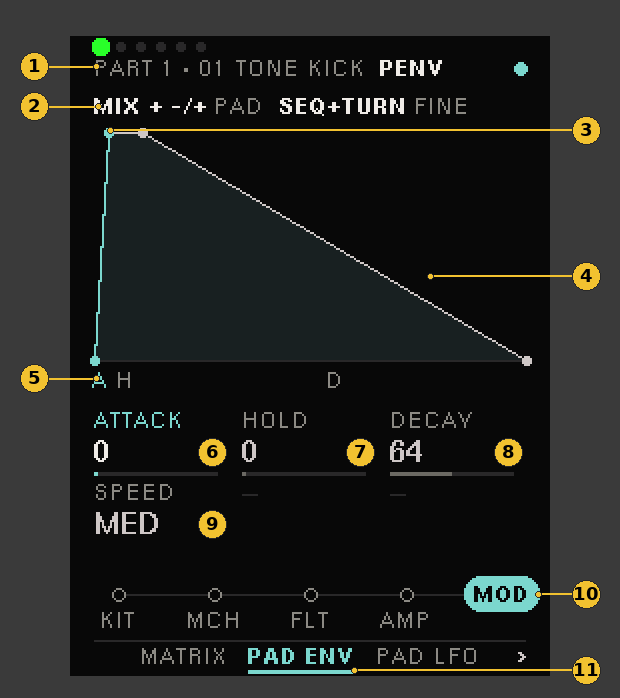 1 PART 1 · 01 TONE KICK PENV
2 MIX + -/+ PAD SEQ+TURN FINE
3
4
5 A H D
ATTACK HOLD DECAY
0 6 0 7 64 8
SPEED — —
MED 9
MOD 10
KIT MCH FLT AMP
MATRIX PAD ENV PAD LFO >
11